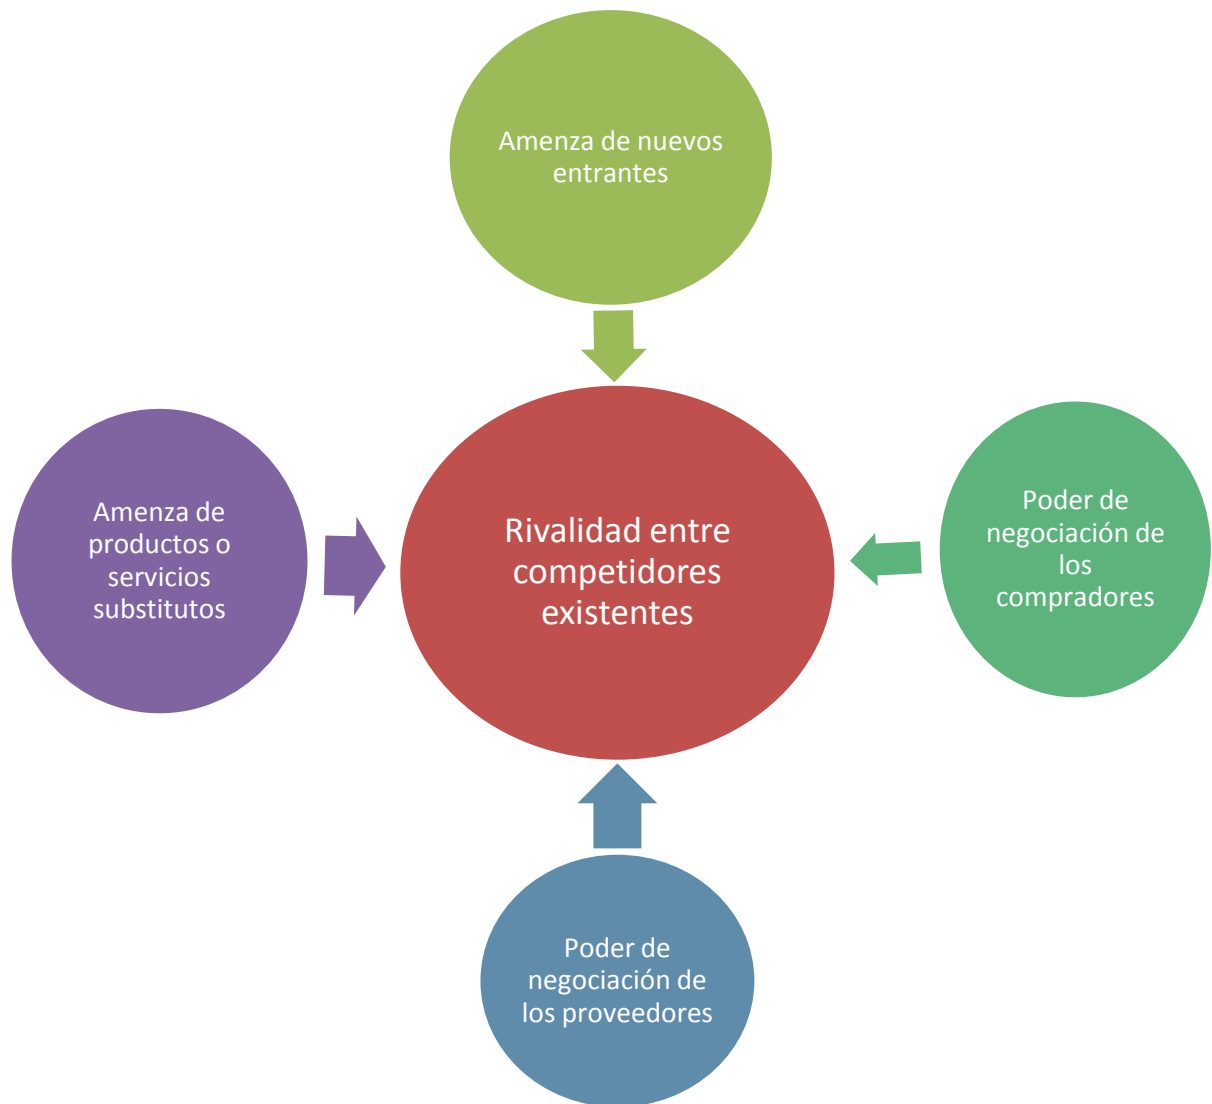 Amenza de nuevos
entrantes
Amenza de
productos o
servicios
substitutos
Rivalidad entre
competidores
existentes
Poder de
negociación de
los
compradores
Poder de
negociación de
los proveedores